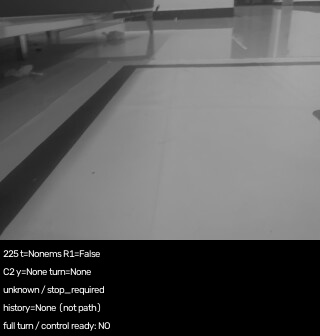 225 t=Nonems R1=False
C2 y=None turn=None
unknown / stop_required
history=None (not path)
full turn / control ready: NO